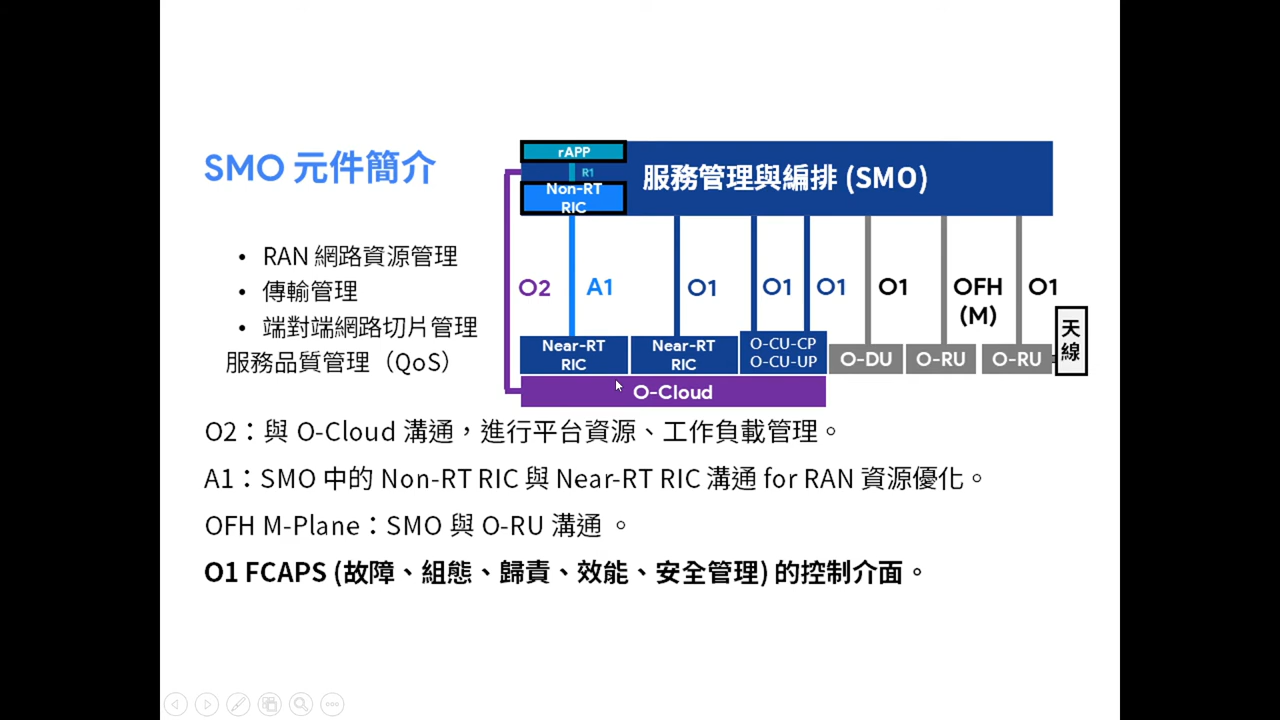 SMO 元件簡介
• RAN 網路資源管理
• 傳輸管理
• 端對端網路切片管理
服務品質管理（QoS）
rAPP
R1
Non-RT
RIC
服務管理與編排 (SMO)
O2
A1
O1
O1
O1
O1
OFH
(M)
O1
Near-RT
RIC
Near-RT
RIC
O-CU-CP
O-CU-UP
O-DU
O-RU
O-RU
天
線
O-Cloud
O2：與 O-Cloud 溝通，進行平台資源、工作負載管理。
A1：SMO 中的 Non-RT RIC 與 Near-RT RIC 溝通 for RAN 資源優化。
OFH M-Plane：SMO 與 O-RU 溝通 。
O1 FCAPS (故障、組態、歸責、效能、安全管理) 的控制介面。